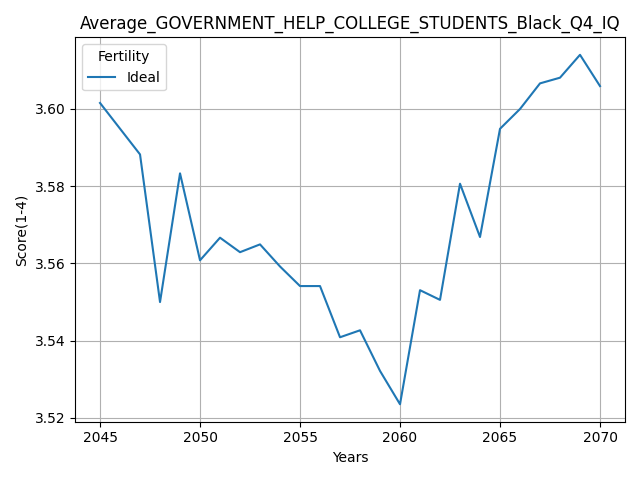 Average_GOVERNMENT_HELP_COLLEGE_STUDENTS_Black_Q4_IQ
Fertility
Ideal
Score(1-4)
3.60
3.58
3.56
3.54
3.52
2045 2050 2055 2060 2065 2070
Years